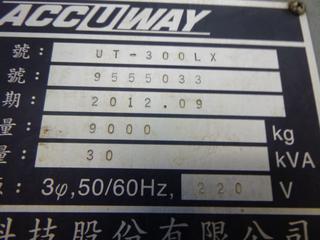 ACCUWAY
號: UT-300LX
號: 9555033
期: 2012.09
量: 9000 kg
量: 30 kVA
3φ,50/60Hz, 220 V
科技股份有限公司